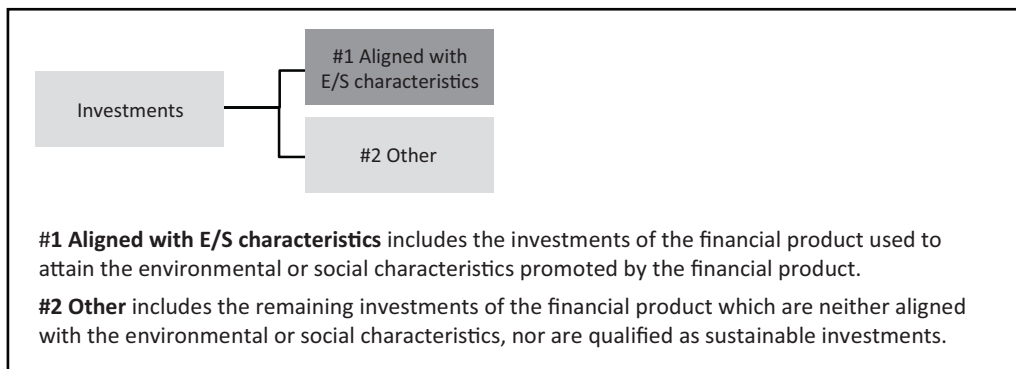 #1 Aligned with
E/S characteristics
Investments
#2 Other
#1 Aligned with E/S characteristics includes the investments of the financial product used to
attain the environmental or social characteristics promoted by the financial product.
#2 Other includes the remaining investments of the financial product which are neither aligned
with the environmental or social characteristics, nor are qualified as sustainable investments.